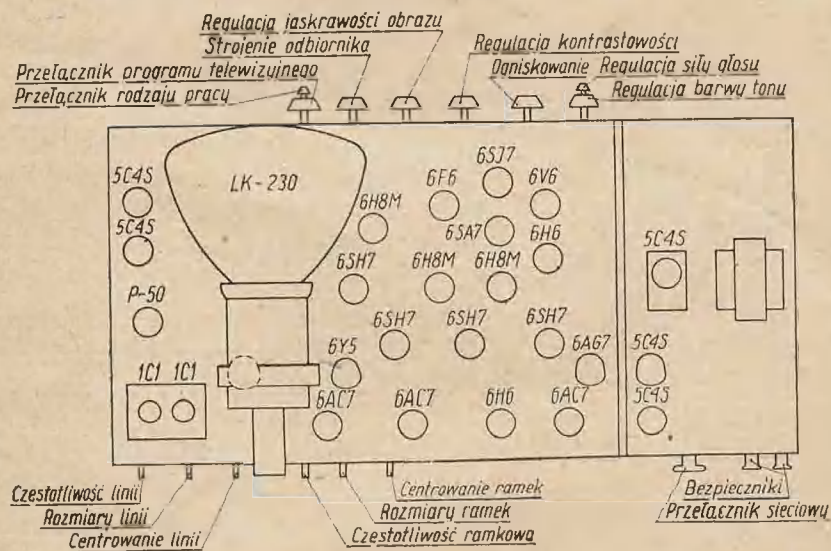 Regulacja jaskrawości obrazu
Strojenie odbiornika
Regulacja kontrastowości
Przełącznik programu telewizyjnego
Ogniskowanie Regulacja siły głosu
Przełącznik rodzaju pracy
Regulacja barwy tonu
5C4S
LK-230
6SJ7
6F6
6V6
6H8M
5C4S
6SA7
6H6
5C4S
6SH7
6H8M
6H8M
P-50
6SH7
6SH7
6SH7
6Y5
6AG7
5C4S
1C1
1C1
6AC7
6AC7
6H6
6AC7
5C4S
Częstotliwość linii
Centrowanie ramek
Bezpieczniki
Rozmiary linii
Rozmiary ramek
Przełącznik sieciowy
Centrowanie linii
Częstotliwość ramkowa